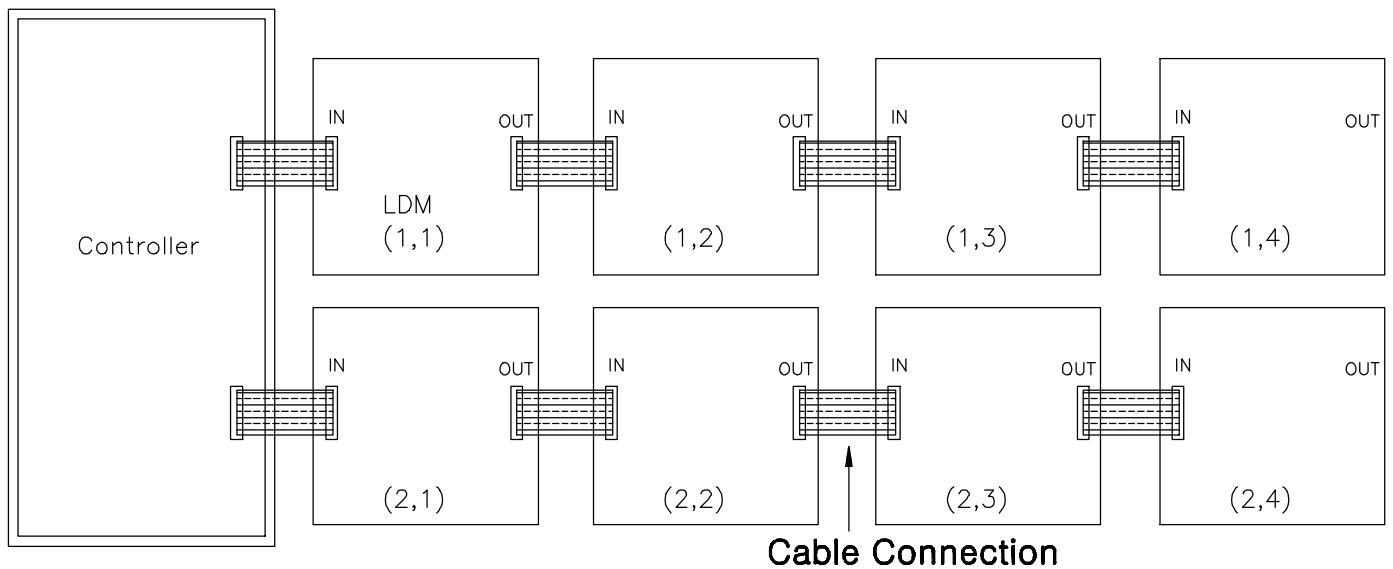 IN
OUT
IN
OUT
IN
OUT
IN
OUT
LDM
(1,1)
(1,2)
(1,3)
(1,4)
Controller
IN
OUT
IN
OUT
IN
OUT
IN
OUT
(2,1)
(2,2)
(2,3)
(2,4)
Cable Connection